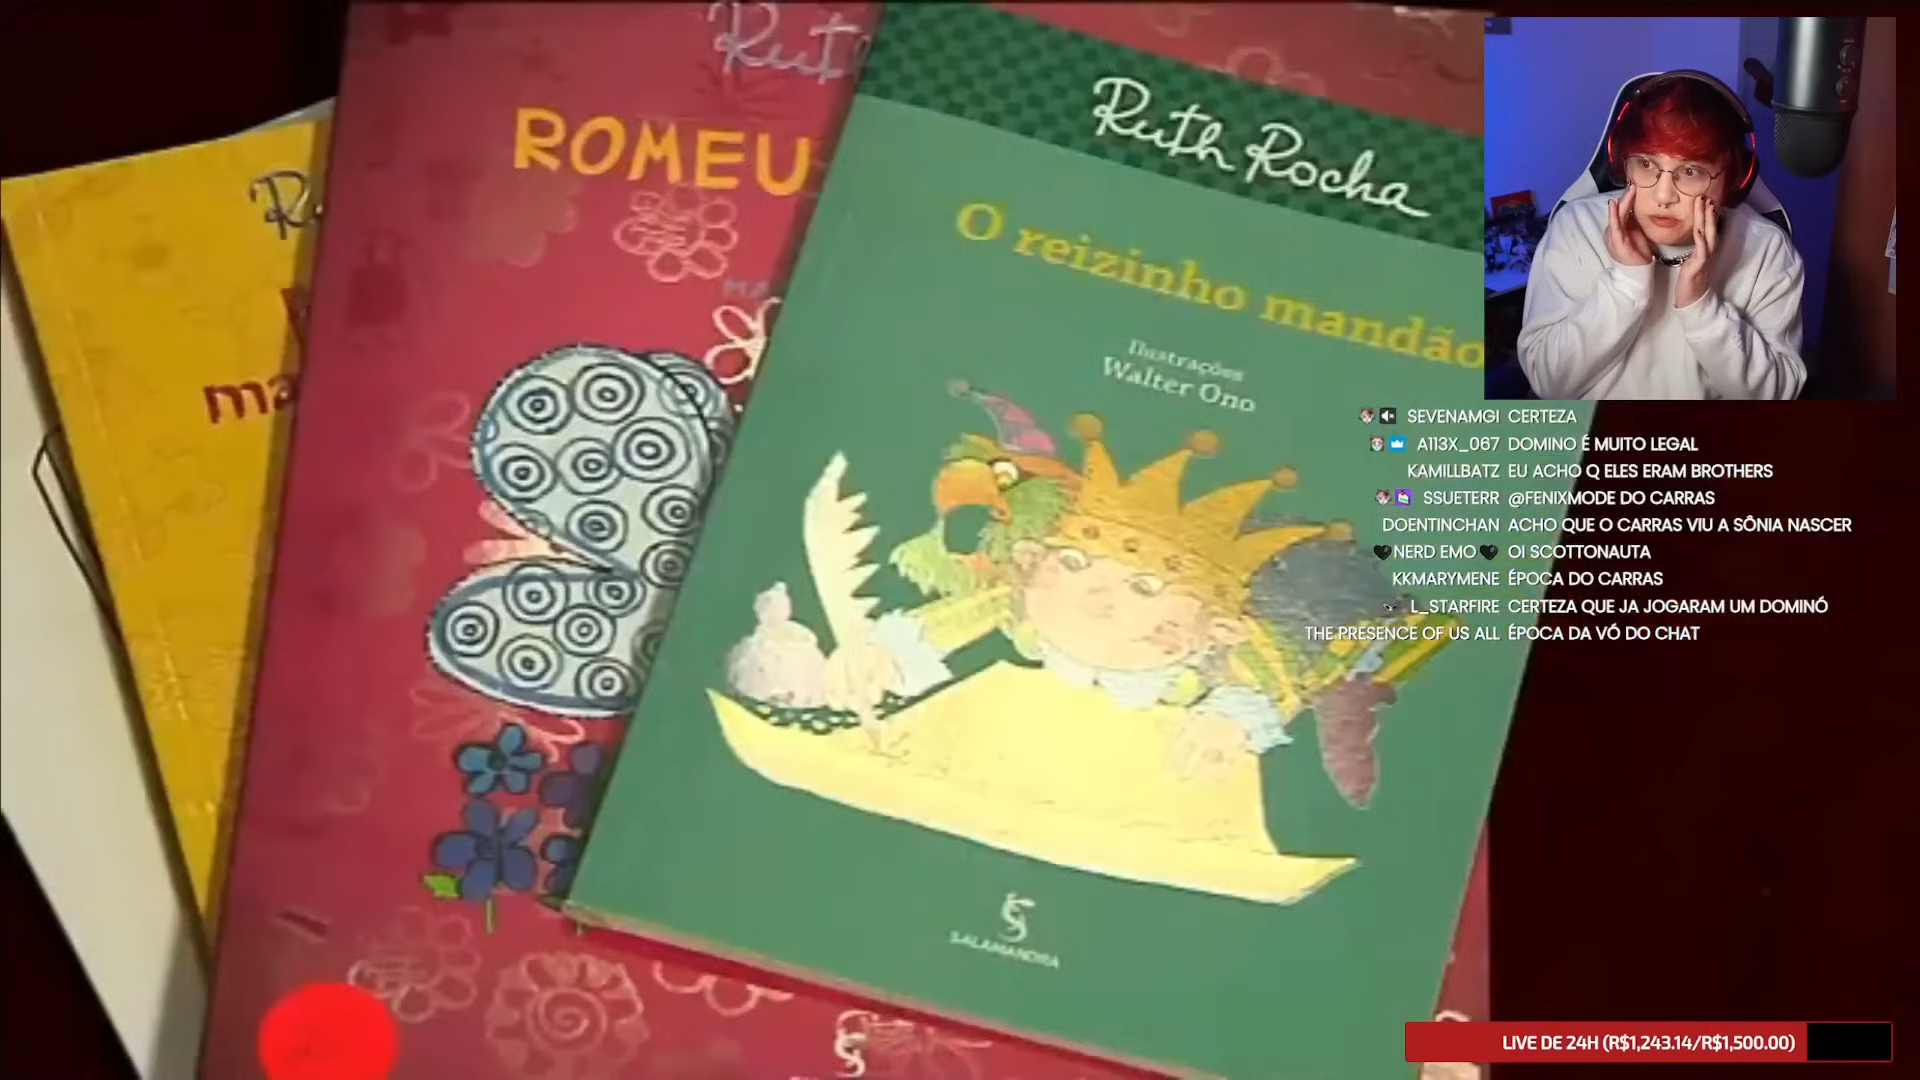 Ruth
ROMEU
Ruth Rocha
O reizinho mandão
Ilustrações
Walter Ono
SALAMANDRA
SEVENAMGI CERTEZA
A113X_067 DOMINO É MUITO LEGAL
KAMILLBATZ EU ACHO Q ELES ERAM BROTHERS
SSUETERR @FENIXMODE DO CARRAS
DOENTINCHAN ACHO QUE O CARRAS VIU A SÔNIA NASCER
NERD EMO OI SCOTTONAUTA
KKMARYMENE ÉPOCA DO CARRAS
L_STARFIRE CERTEZA QUE JA JOGARAM UM DOMINÓ
THE PRESENCE OF US ALL ÉPOCA DA VÓ DO CHAT
LIVE DE 24H (R$1,243.14/R$1,500.00)